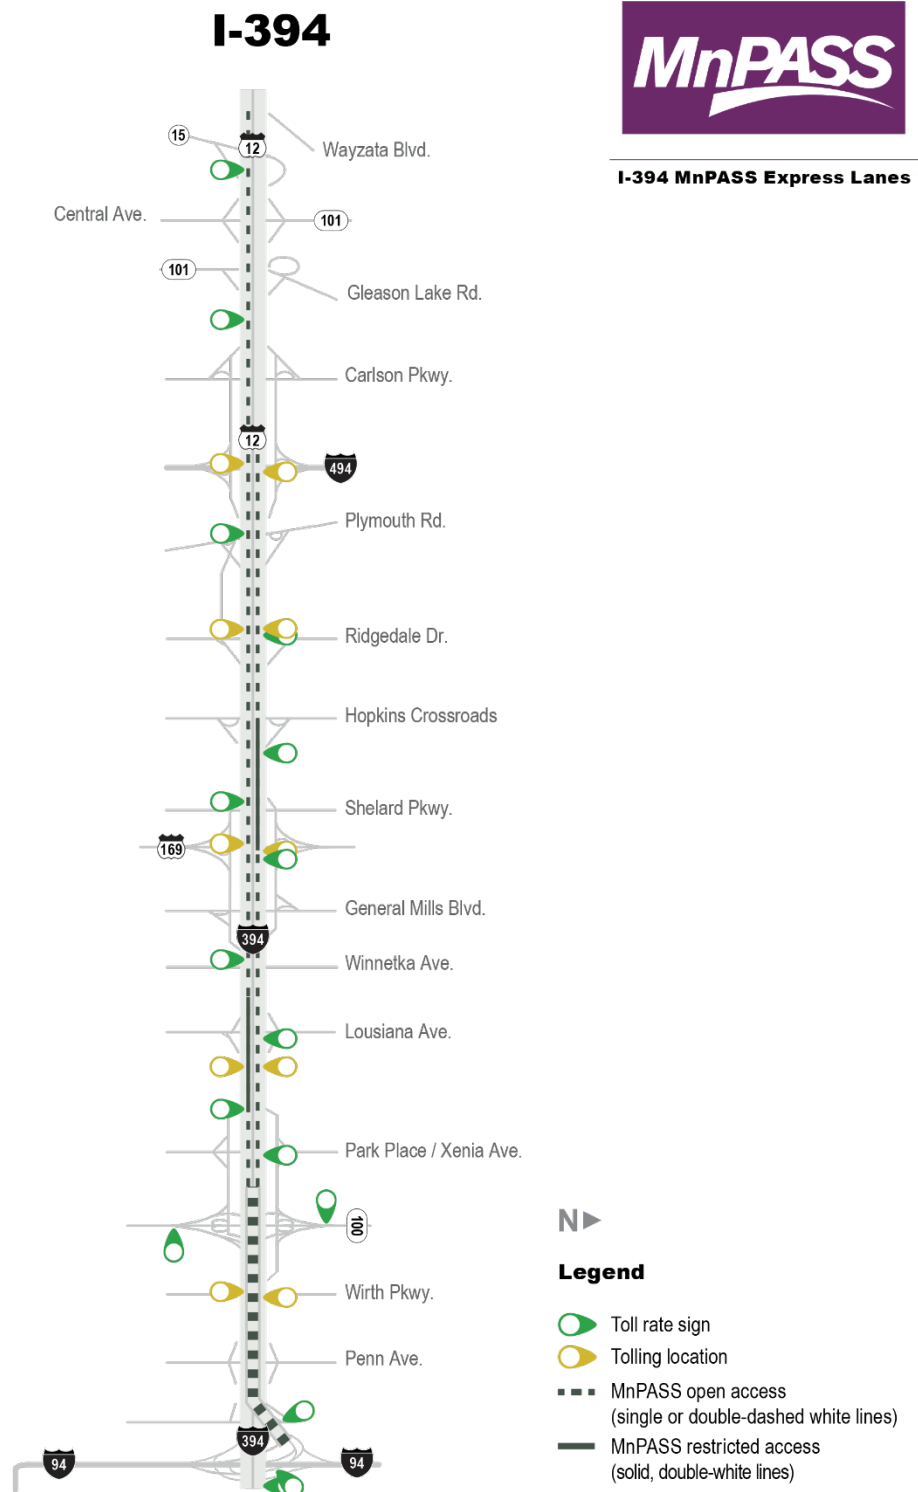 I-394
MnPASS
I-394 MnPASS Express Lanes
15
12
Wayzata Blvd.
Central Ave.
101
101
Gleason Lake Rd.
Carlson Pkwy.
12
494
Plymouth Rd.
Ridgedale Dr.
Hopkins Crossroads
Shelard Pkwy.
169
General Mills Blvd.
394
Winnetka Ave.
Lousiana Ave.
Park Place / Xenia Ave.
100
N
Wirth Pkwy.
Penn Ave.
394
94
94
Legend
Toll rate sign
Tolling location
MnPASS open access
(single or double-dashed white lines)
MnPASS restricted access
(solid, double-white lines)